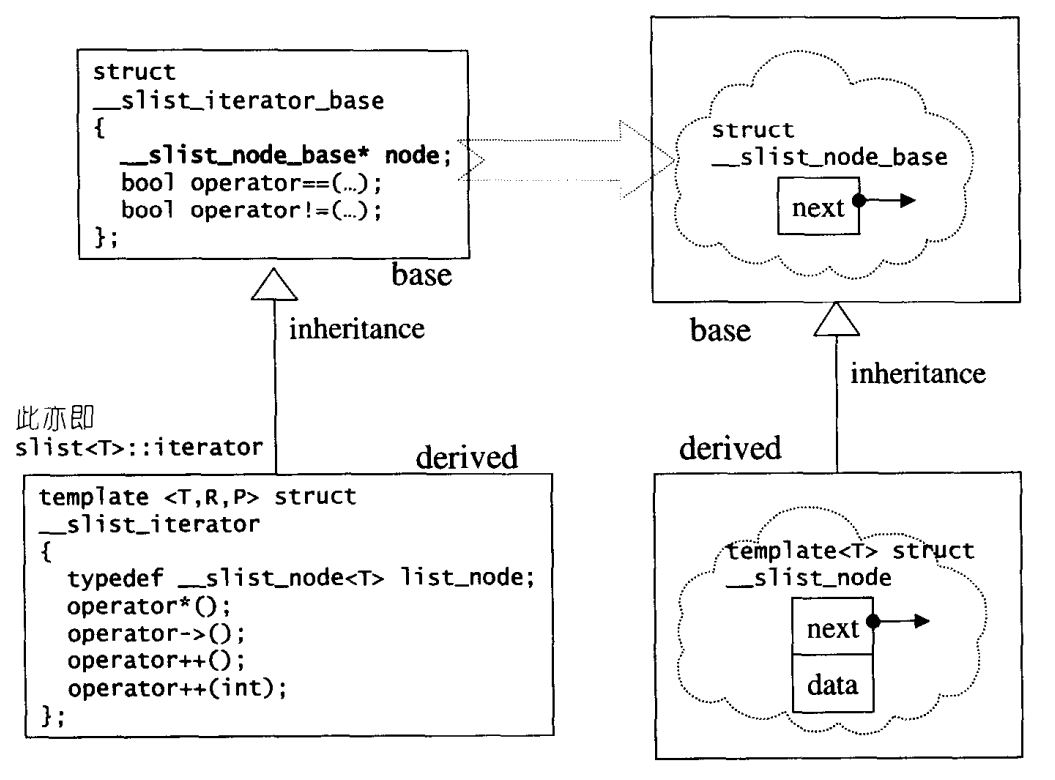 struct
__slist_iterator_base
{
__slist_node_base* node;
bool operator==(…);
bool operator!=(…);
};
base
inheritance
此亦即
slist<T>::iterator
derived
template <T,R,P> struct
__slist_iterator
{
typedef __slist_node<T> list_node;
operator*();
operator->();
operator++();
operator++(int);
};
struct
__slist_node_base
next
base
inheritance
derived
template<T> struct
__slist_node
next
data